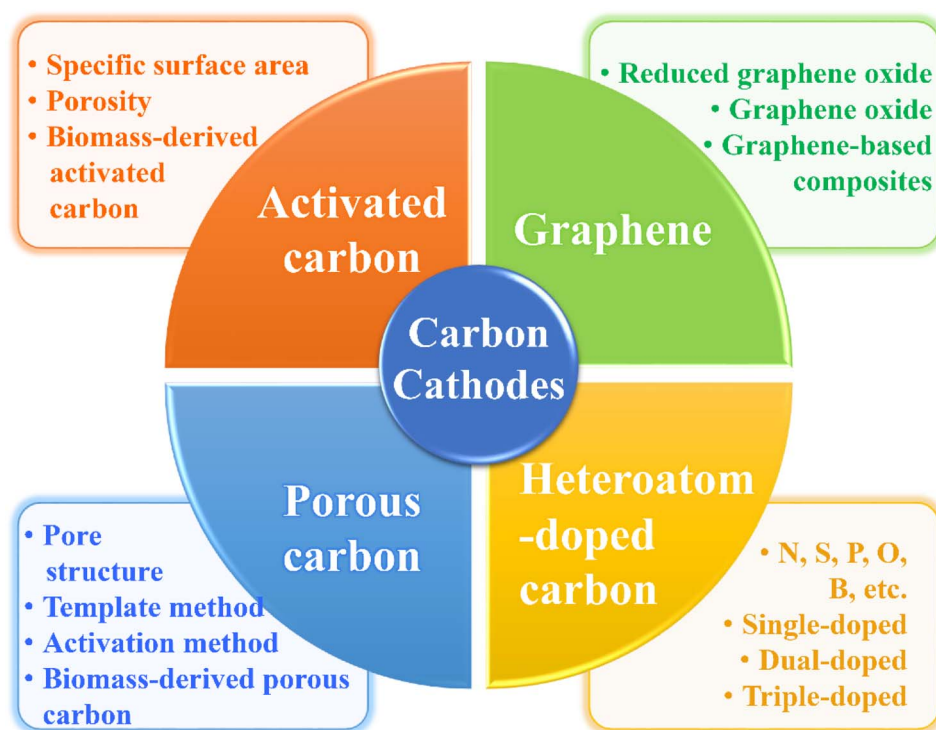 • Specific surface area
• Porosity
• Biomass-derived
activated
carbon
• Reduced graphene oxide
• Graphene oxide
• Graphene-based
composites
Activated
carbon
Graphene
Carbon
Cathodes
Porous
carbon
Heteroatom
-doped
carbon
• Pore
structure
• Template method
• Activation method
• Biomass-derived porous
carbon
• N, S, P, O,
B, etc.
• Single-doped
• Dual-doped
• Triple-doped